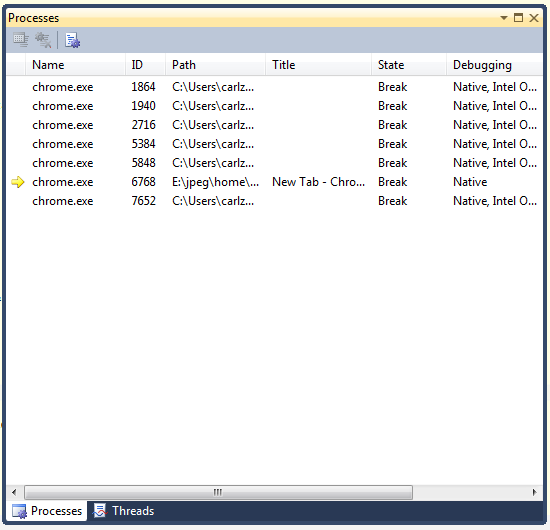 Processes
Name ID Path Title State Debugging
chrome.exe 1864 C:\Users\carlz... Break Native, Intel O...
chrome.exe 1940 C:\Users\carlz... Break Native, Intel O...
chrome.exe 2716 C:\Users\carlz... Break Native, Intel O...
chrome.exe 5384 C:\Users\carlz... Break Native, Intel O...
chrome.exe 5848 C:\Users\carlz... Break Native, Intel O...
chrome.exe 6768 E:\jpeg\home\... New Tab - Chro... Break Native
chrome.exe 7652 C:\Users\carlz... Break Native, Intel O...
Processes Threads